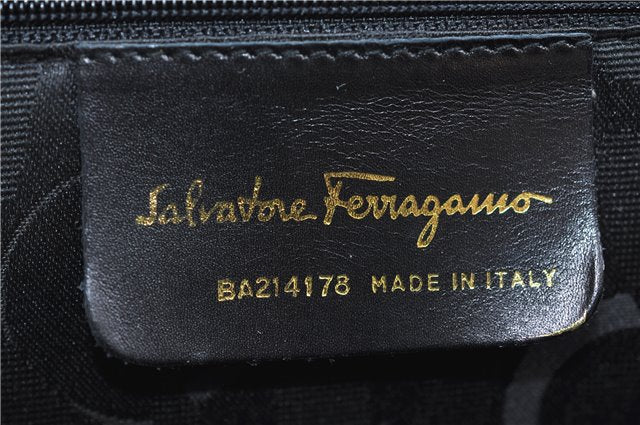 Salvatore Ferragamo
BA214178 MADE IN ITALY